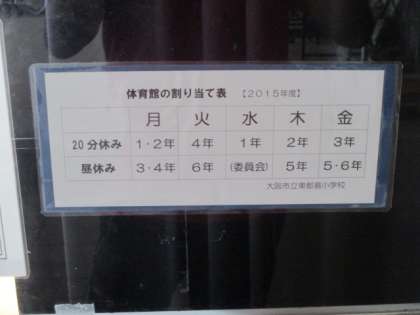 体育館の割り当て表 【2015年度】
月 火 水 木 金
20分休み 1・2年 4年 1年 2年 3年
昼休み 3・4年 6年 (委員会) 5年 5・6年
大阪市立東都島小学校